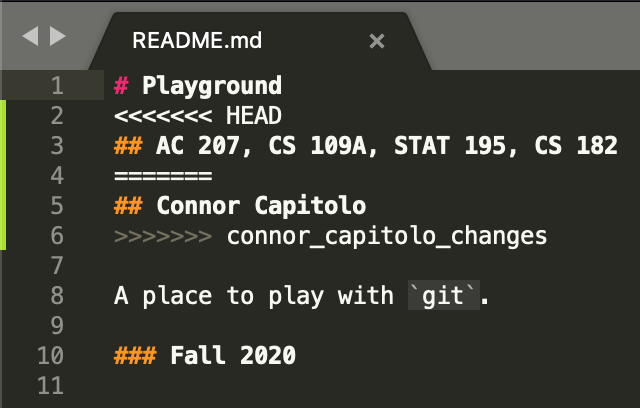 README.md
1 # Playground
2 <<<<<<< HEAD
3 ## AC 207, CS 109A, STAT 195, CS 182
4 =======
5 ## Connor Capitolo
6 >>>>>>> connor_capitolo_changes
7
8 A place to play with `git`.
9
10 ### Fall 2020
11